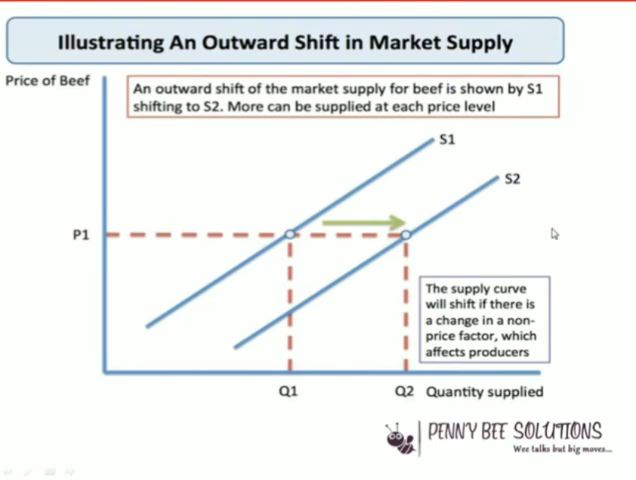 Illustrating An Outward Shift in Market Supply
Price of Beef
An outward shift of the market supply for beef is shown by S1
shifting to S2. More can be supplied at each price level
S1
S2
P1
The supply curve
will shift if there is
a change in a non-
price factor, which
affects producers
Q1
Q2
Quantity supplied
PENNY BEE SOLUTIONS
Wee talks but big moves...